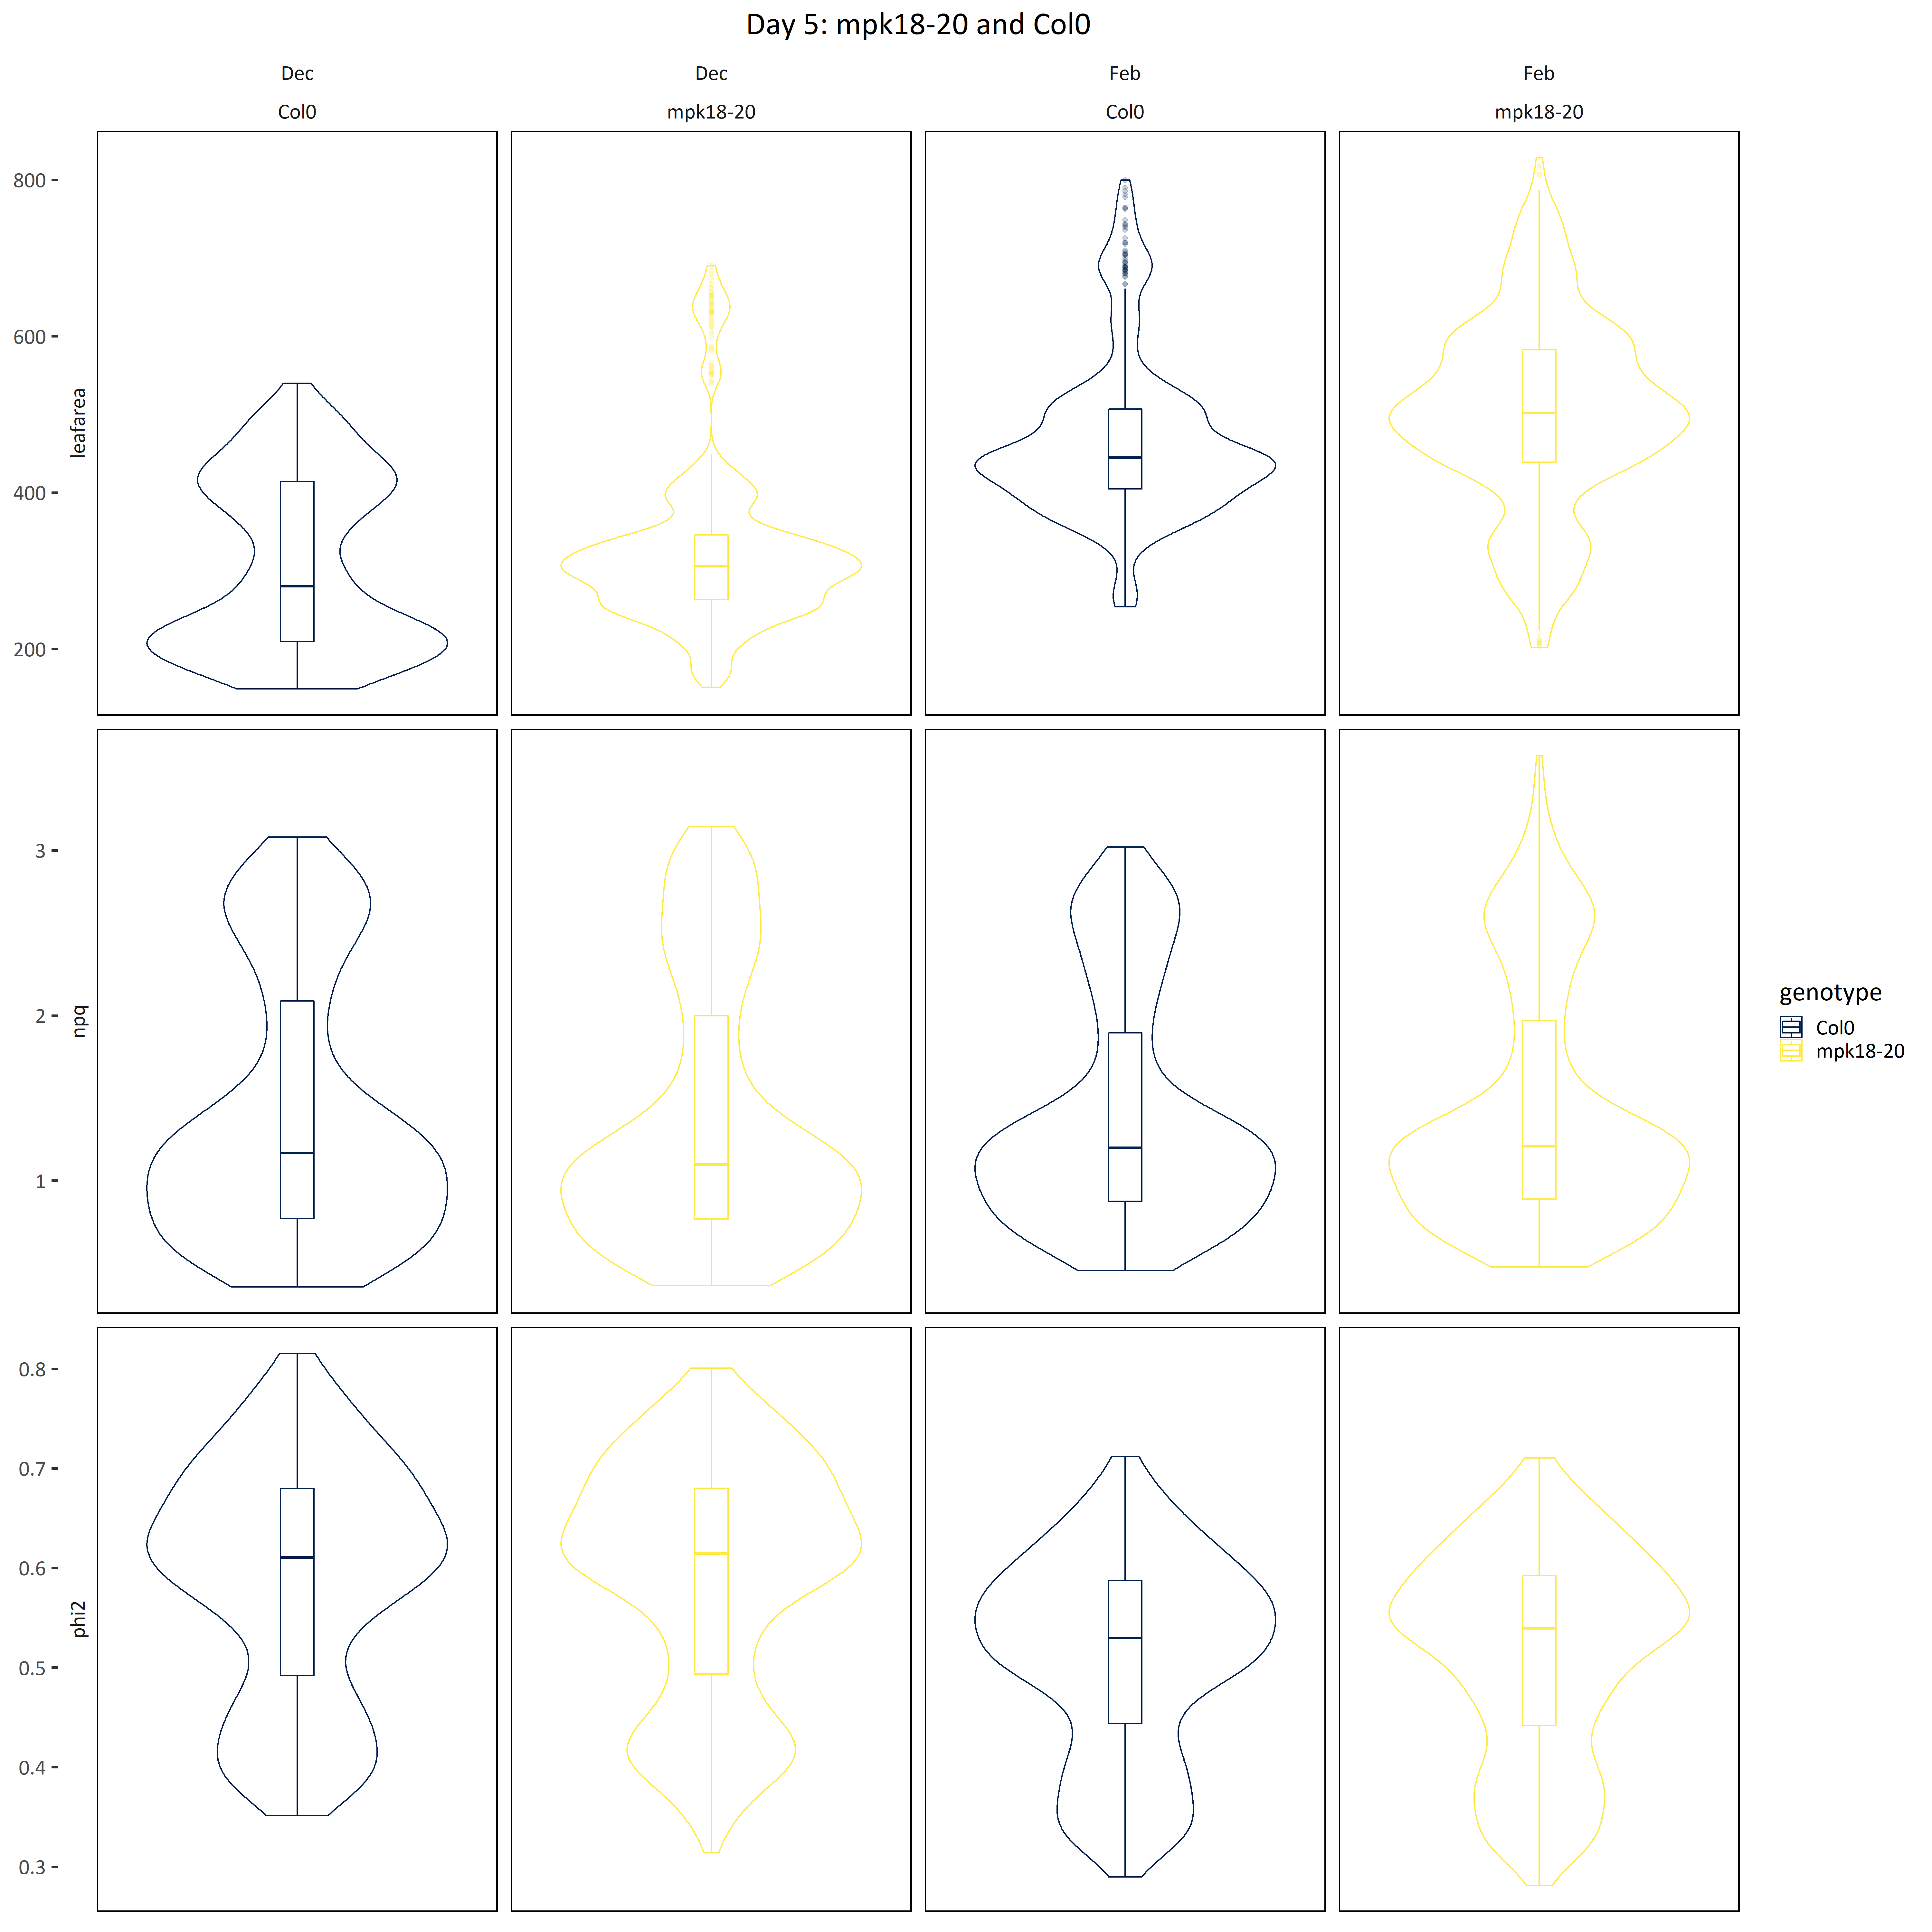 Day 5: mpk18-20 and Col0
Dec Dec Feb Feb
Col0 mpk18-20 Col0 mpk18-20
leafarea
800
600
400
200
npq
3
2
1
phi2
0.8
0.7
0.6
0.5
0.4
0.3
genotype
Col0
mpk18-20